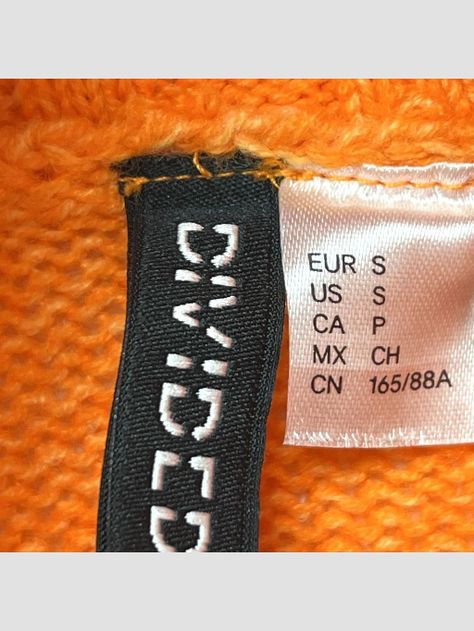 DIVIDED
EUR S
US S
CA P
MX CH
CN 165/88A